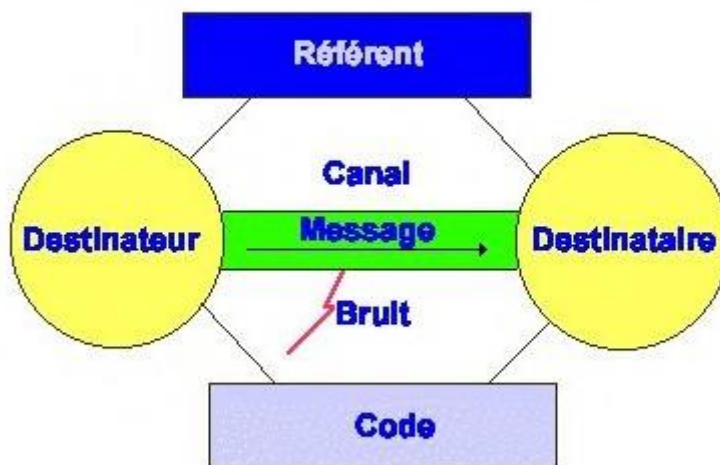 Référent
Canal
Destinateur
Message
Destinataire
Bruit
Code